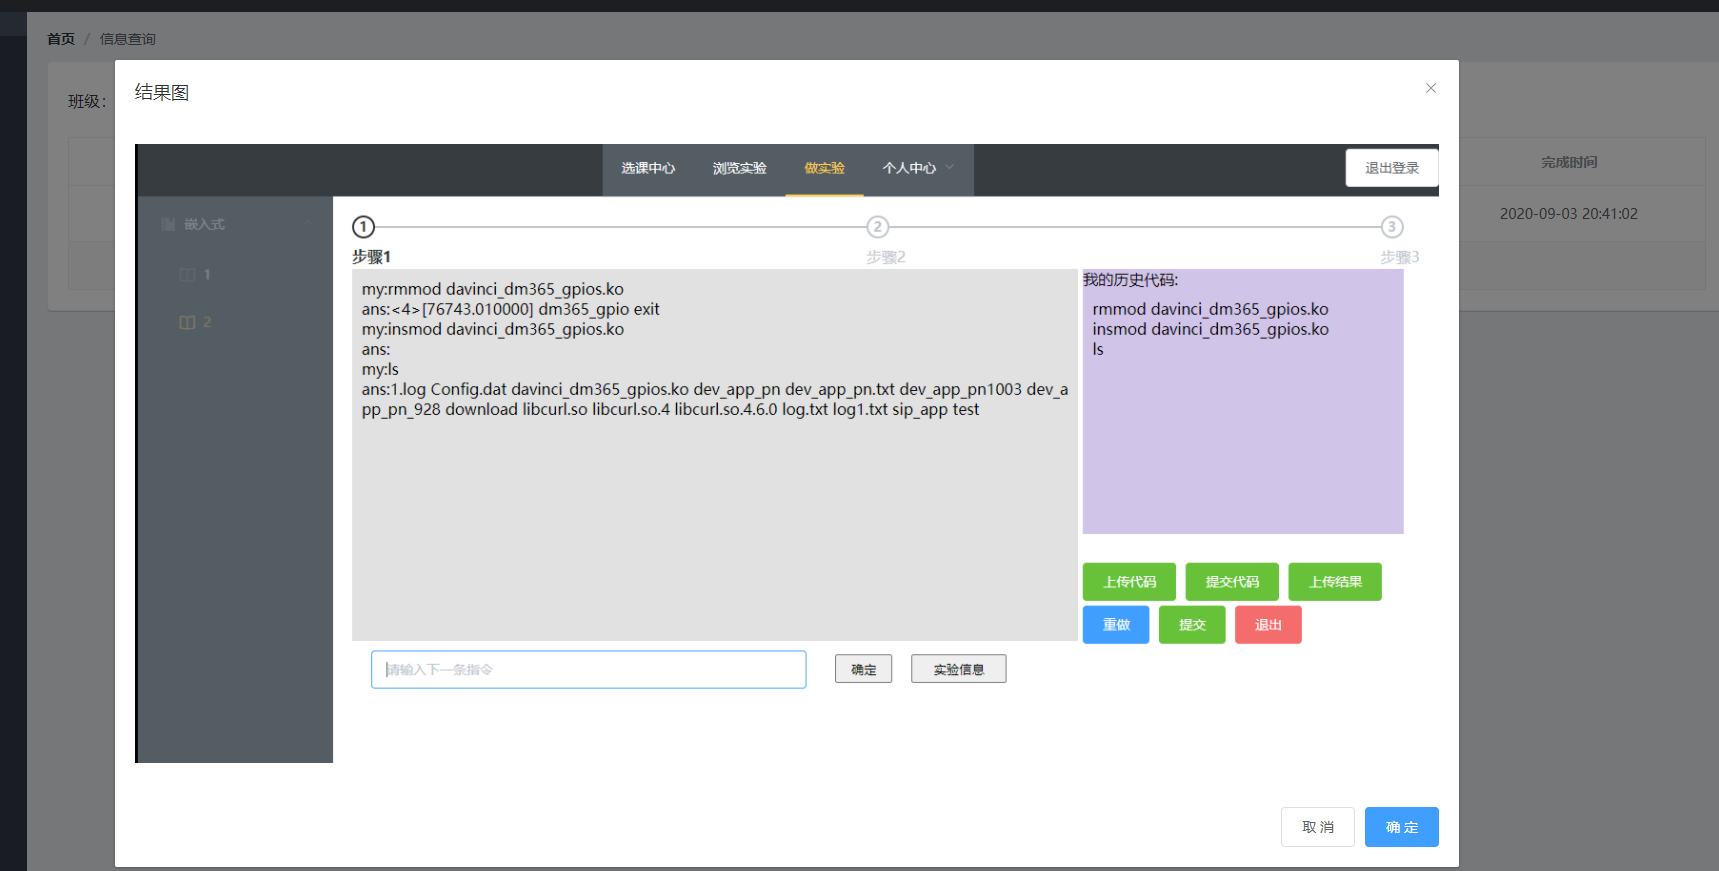 首页 / 信息查询
班级：
结果图
完成时间
2020-09-03 20:41:02
选课中心 浏览实验 做实验 个人中心
退出登录
嵌入式
1
2
1 2 3
步骤1 步骤2 步骤3
my:rmmod davinci_dm365_gpios.ko
ans:<4>[76743.010000] dm365_gpio exit
my:insmod davinci_dm365_gpios.ko
ans:
my:ls
ans:1.log Config.dat davinci_dm365_gpios.ko dev_app_pn dev_app_pn.txt dev_app_pn1003 dev_a
pp_pn_928 download libcurl.so libcurl.so.4 libcurl.so.4.6.0 log.txt log1.txt sip_app test
我的历史代码:
rmmod davinci_dm365_gpios.ko
insmod davinci_dm365_gpios.ko
ls
上传代码 提交代码 上传结果
重做 提交 退出
请输入下一条指令 确定 实验信息
取消 确定